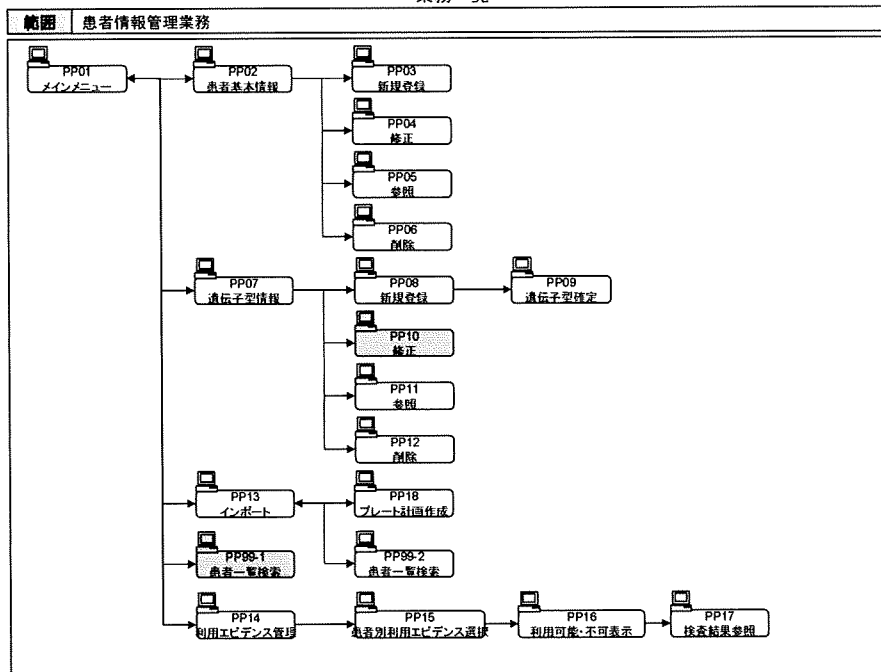 範囲 患者情報管理業務
PP01
メインメニュー
PP02
患者基本情報
PP03
新規登録
PP04
修正
PP05
参照
PP06
削除
PP07
遺伝子型情報
PP08
新規登録
PP09
遺伝子型確定
PP10
修正
PP11
参照
PP12
削除
PP13
インポート
PP18
プレート計画作成
PP99-1
患者一覧検索
PP99-2
患者一覧検索
PP14
利用エビデンス管理
PP15
患者別利用エビデンス選択
PP16
利用可能・不可表示
PP17
検査結果参照